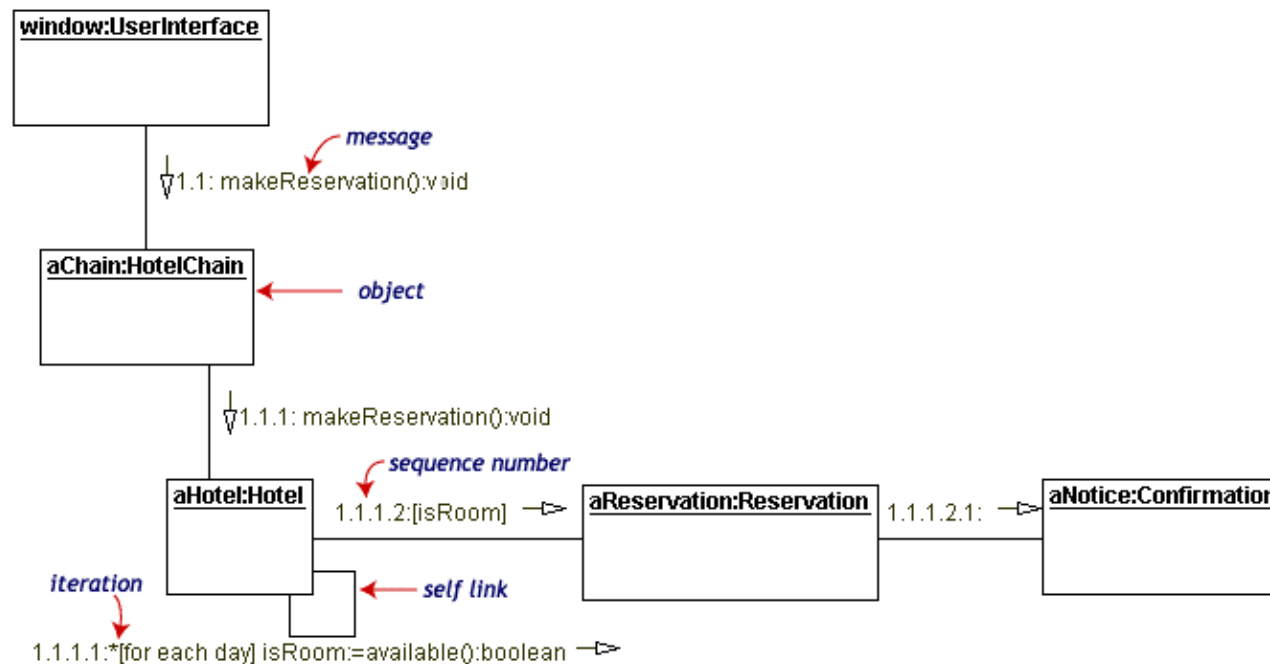 window:UserInterface
message
1.1: makeReservation():void
aChain:HotelChain
object
1.1.1: makeReservation():void
sequence number
aHotel:Hotel
1.1.1.2:[isRoom]
aReservation:Reservation
1.1.1.2.1:
aNotice:Confirmation
iteration
self link
1.1.1.1:*[for each day] isRoom:=available():boolean